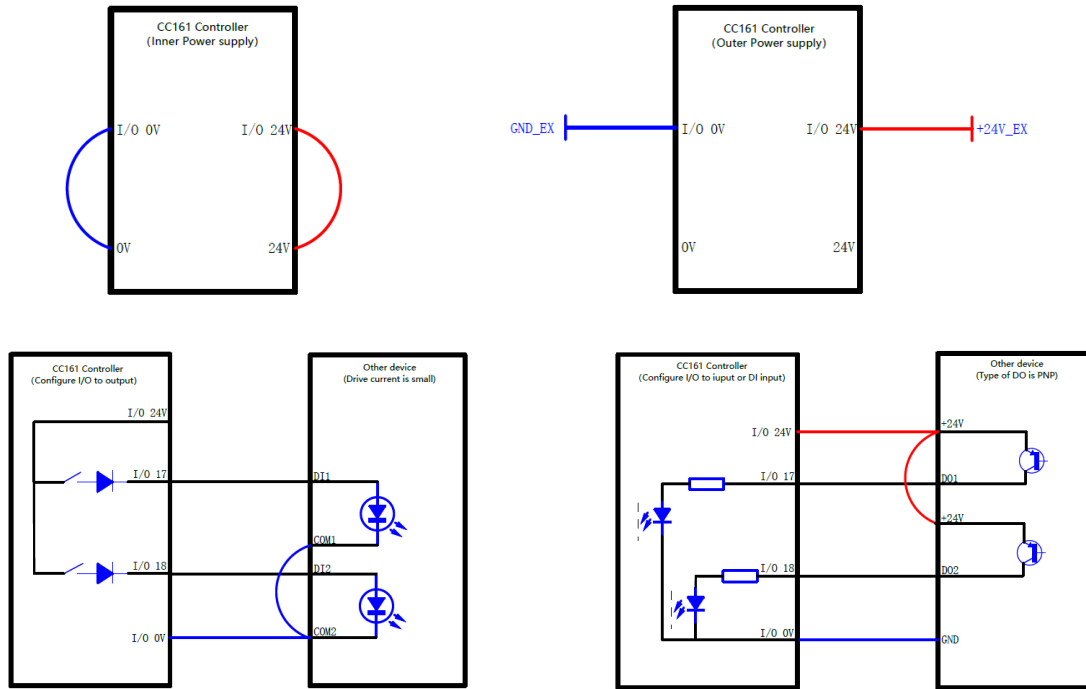 CC161 Controller
(Inner Power supply)
I/O 0V
I/O 24V
0V
24V
CC161 Controller
(Outer Power supply)
GND_EX
I/O 0V
I/O 24V
+24V_EX
0V
24V
CC161 Controller
(Configure I/O to output)
I/O 24V
I/O 17
I/O 18
I/O 0V
Other device
(Drive current is small)
DI1
COM1
DI2
COM2
CC161 Controller
(Configure I/O to iuput or DI input)
I/O 24V
I/O 17
I/O 18
I/O 0V
Other device
(Type of DO is PNP)
+24V
DO1
+24V
DO2
GND